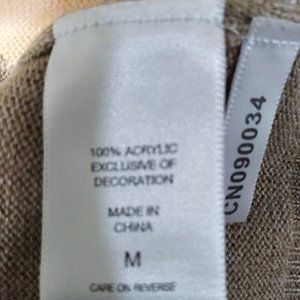 100% ACRYLIC
EXCLUSIVE OF
DECORATION
MADE IN
CHINA
M
CARE ON REVERSE
CN090034